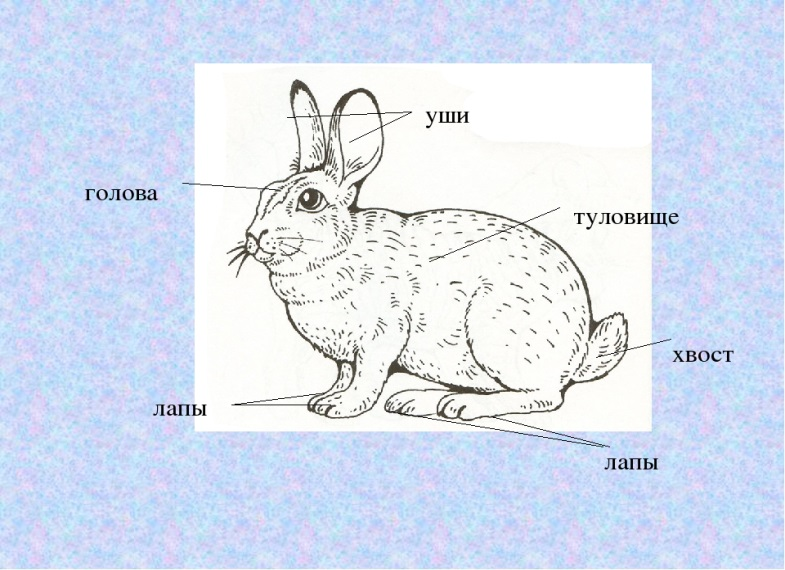 уши
голова
туловище
хвост
лапы
лапы